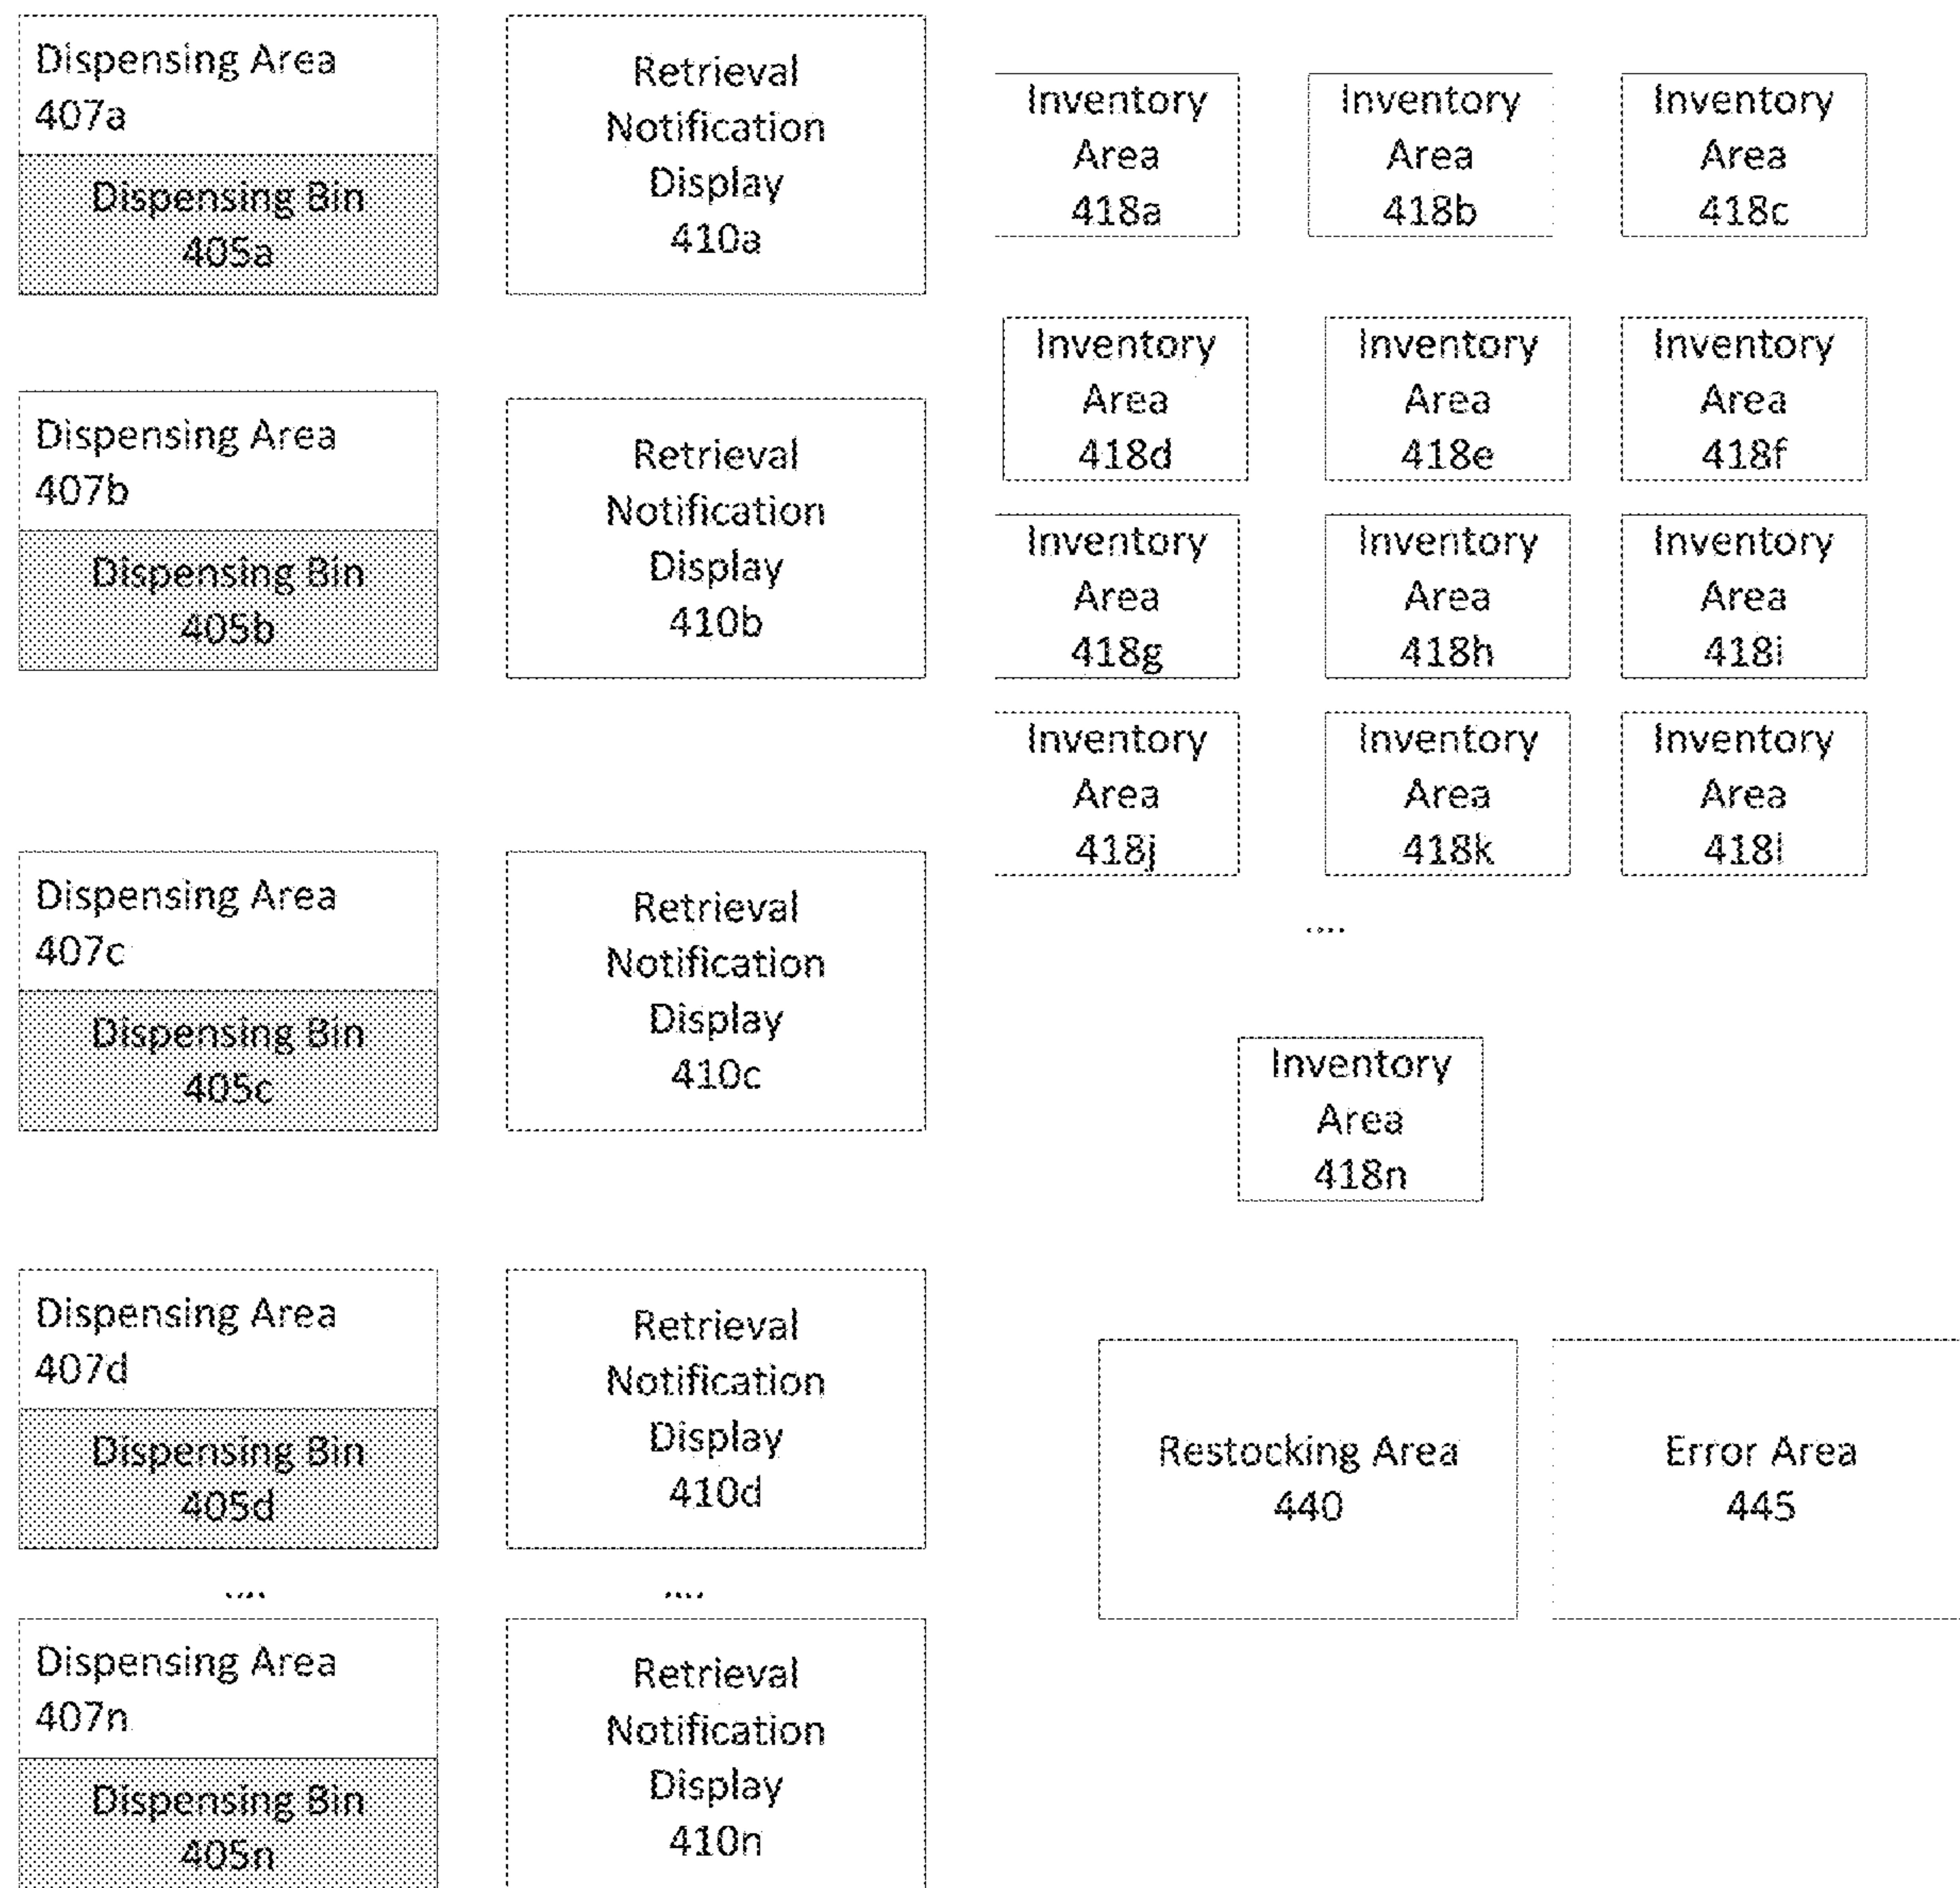 Dispensing Area
407a
Dispensing Bin
405a
Retrieval
Notification
Display
410a
Inventory
Area
418a
Inventory
Area
418b
Inventory
Area
418c
Inventory
Area
418d
Inventory
Area
418e
Inventory
Area
418f
Dispensing Area
407b
Dispensing Bin
405b
Retrieval
Notification
Display
410b
Inventory
Area
418g
Inventory
Area
418h
Inventory
Area
418i
Inventory
Area
418j
Inventory
Area
418k
Inventory
Area
418l
....
Dispensing Area
407c
Dispensing Bin
405c
Retrieval
Notification
Display
410c
Inventory
Area
418n
Dispensing Area
407d
Dispensing Bin
405d
Retrieval
Notification
Display
410d
Restocking Area
440
Error Area
445
....
....
Dispensing Area
407n
Dispensing Bin
405n
Retrieval
Notification
Display
410n